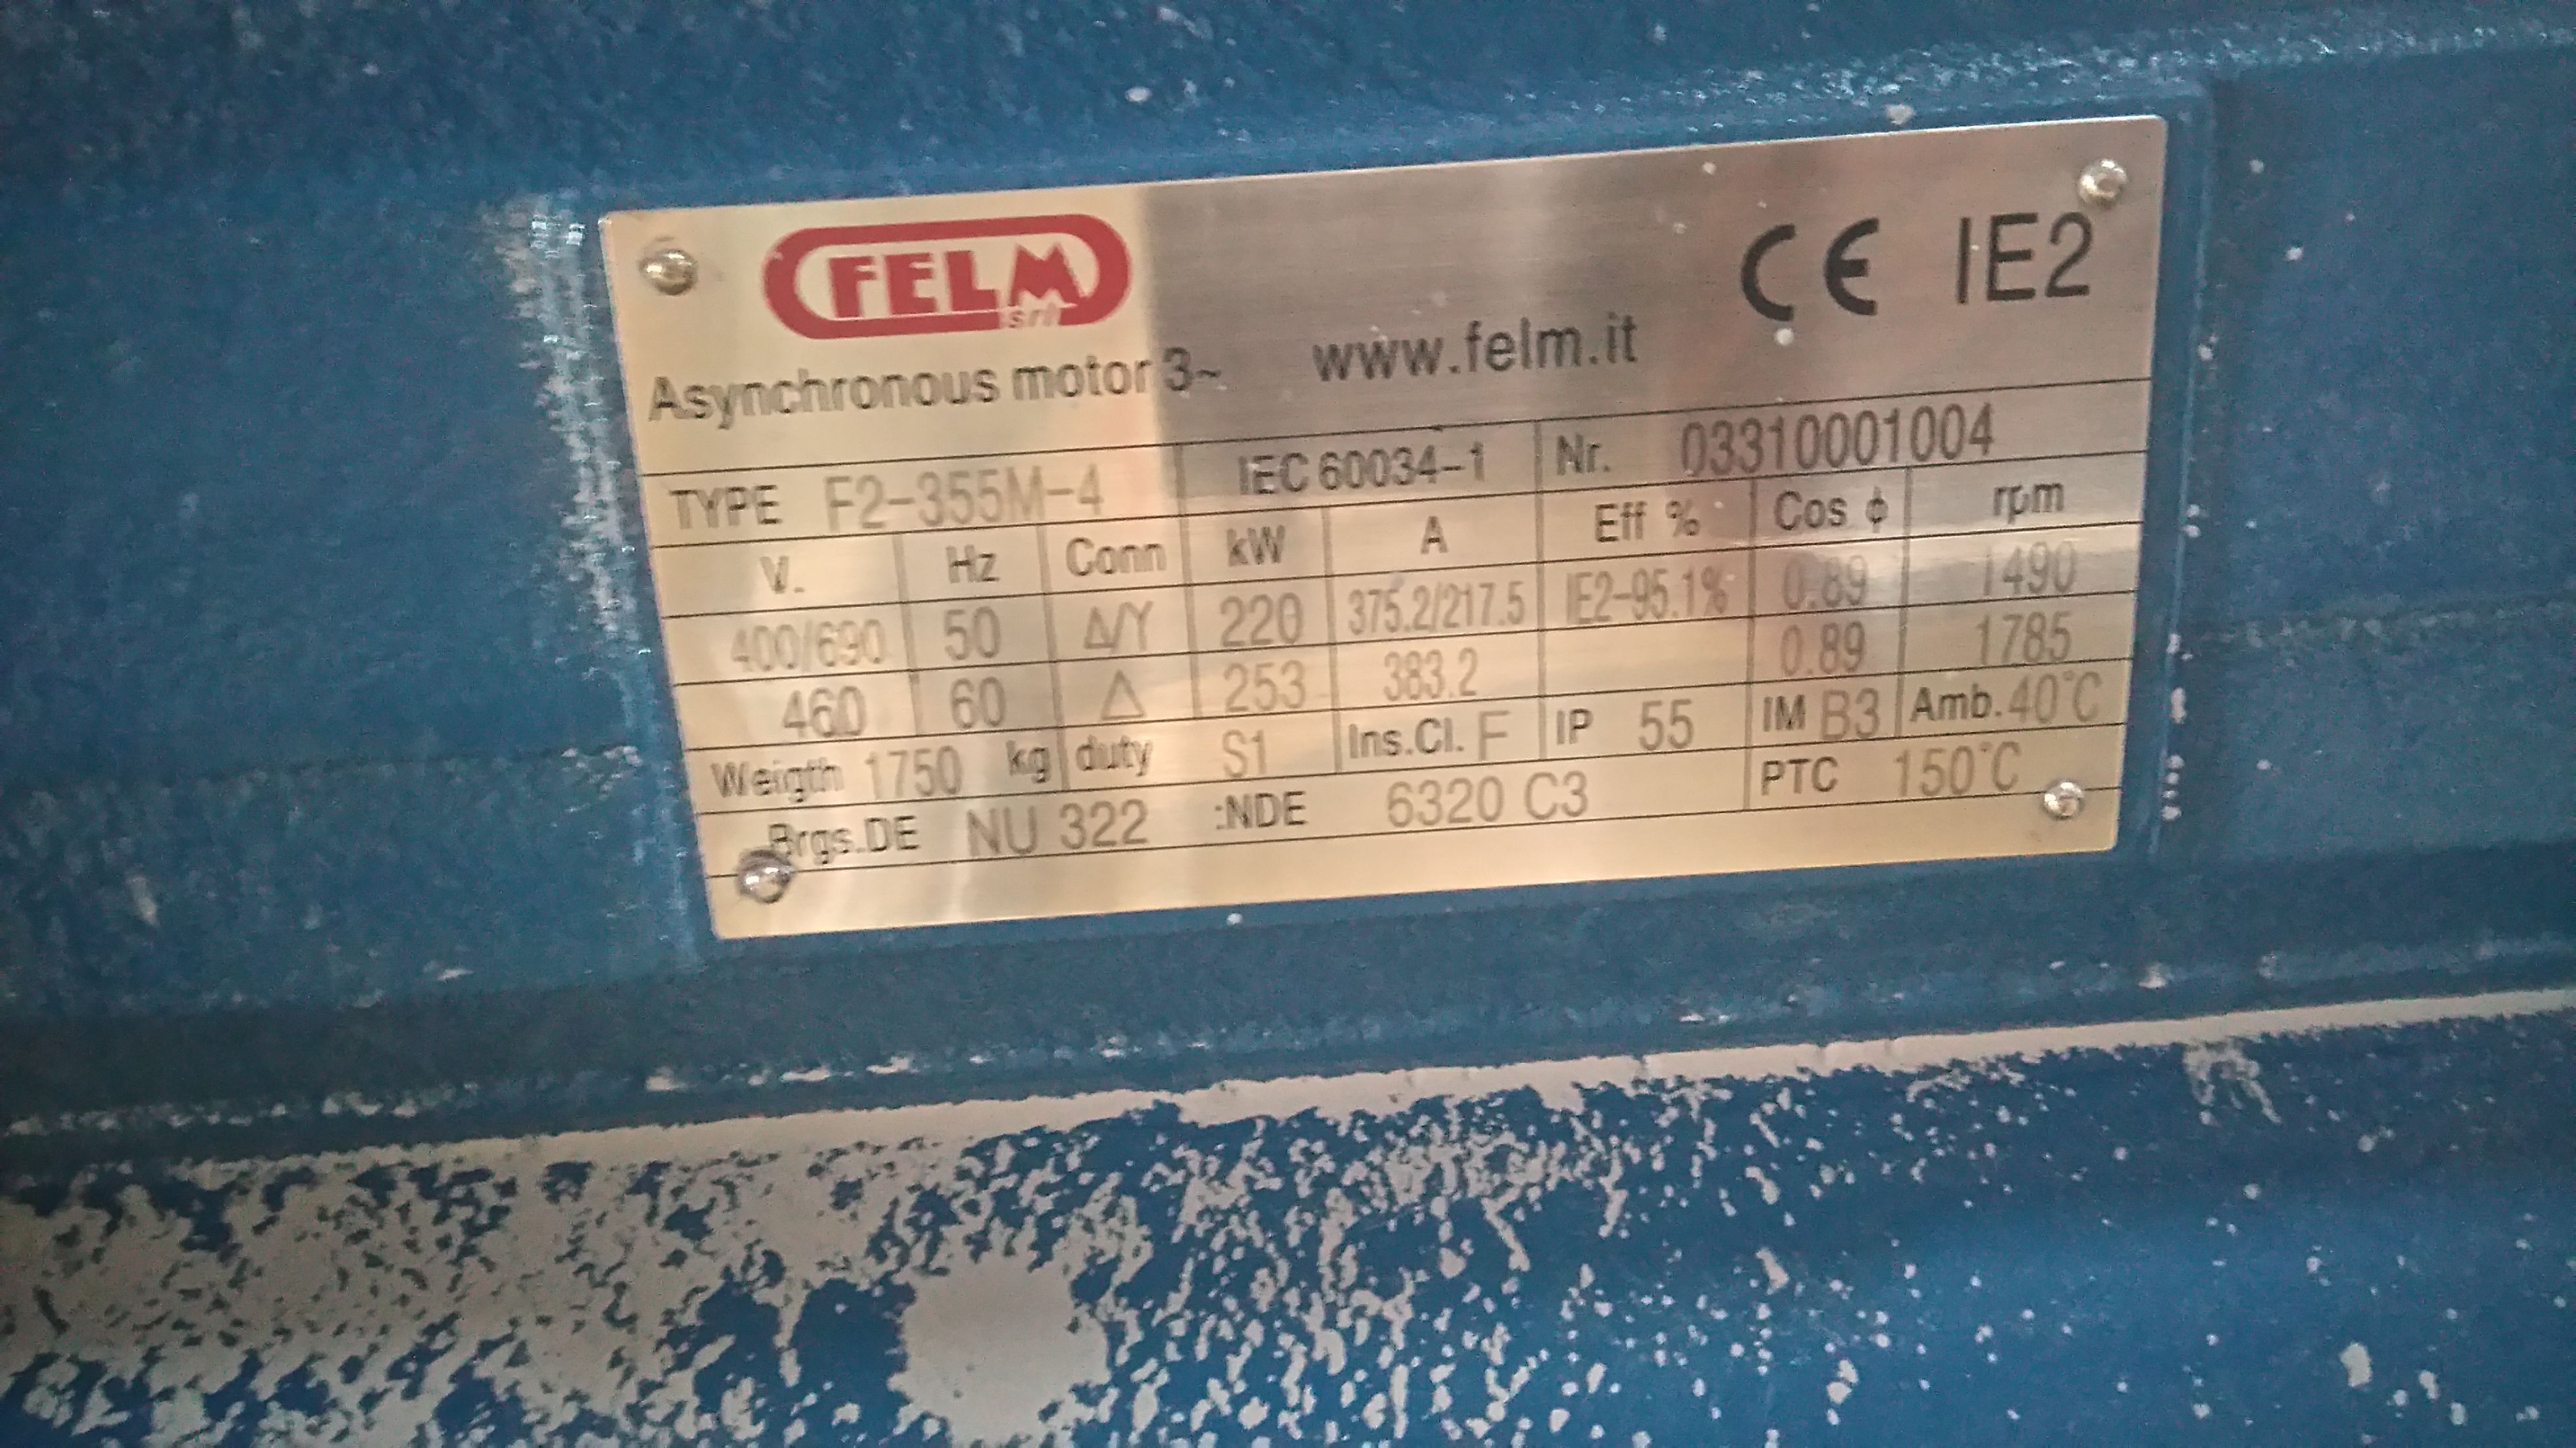 FELM
srl
CE IE2
Asynchronous motor 3~ www.felm.it
TYPE F2-355M-4 IEC 60034-1 Nr. 03310001004
V. Hz Conn kW A Eff % Cos ϕ rpm
400/690 50 Δ/Y 220 375.2/217.5 IE2-95.1% 0.89 1490
460 60 Δ 253 383.2 0.89 1785
Weigth 1750 kg duty S1 Ins.Cl. F IP 55 IM B3 Amb. 40°C
Brgs.DE NU 322 :NDE 6320 C3 PTC 150°C